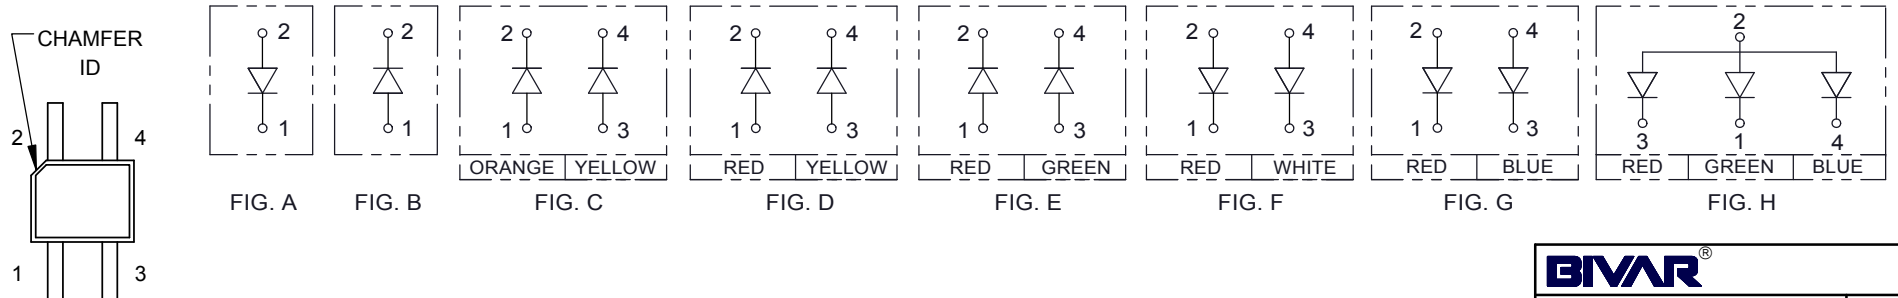 CHAMFER
ID
2 4
1 3
2
1
FIG. A
2
1
FIG. B
2 4
1 3
ORANGE YELLOW
FIG. C
2 4
1 3
RED YELLOW
FIG. D
2 4
1 3
RED GREEN
FIG. E
2 4
1 3
RED WHITE
FIG. F
2 4
1 3
RED BLUE
FIG. G
2
3 1 4
RED GREEN BLUE
FIG. H
BIVAR®